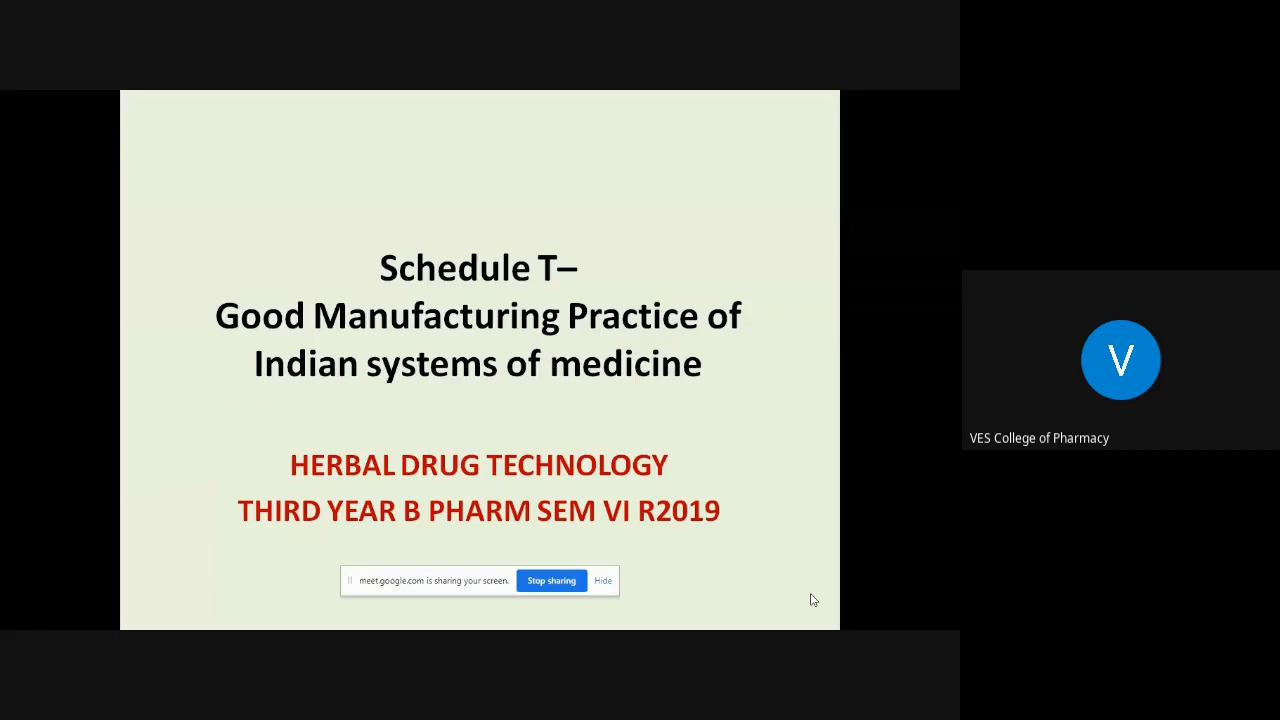 Schedule T–
Good Manufacturing Practice of
Indian systems of medicine
HERBAL DRUG TECHNOLOGY
THIRD YEAR B PHARM SEM VI R2019
meet.google.com is sharing your screen. Stop sharing Hide
V
VES College of Pharmacy